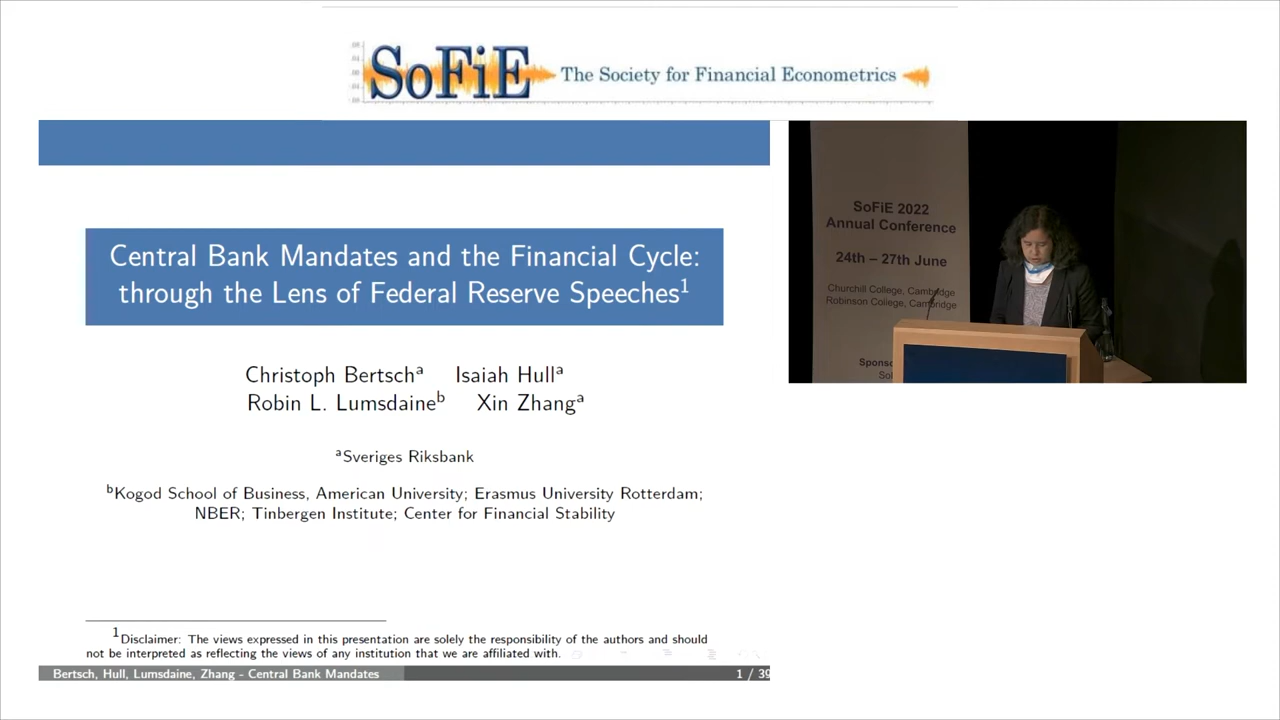 SoFiE The Society for Financial Econometrics
Central Bank Mandates and the Financial Cycle:
through the Lens of Federal Reserve Speeches¹
Christoph Bertschᵃ Isaiah Hullᵃ
Robin L. Lumsdaineᵇ Xin Zhangᵃ
ᵃSveriges Riksbank
ᵇKogod School of Business, American University; Erasmus University Rotterdam;
NBER; Tinbergen Institute; Center for Financial Stability
¹Disclaimer: The views expressed in this presentation are solely the responsibility of the authors and should
not be interpreted as reflecting the views of any institution that we are affiliated with.
Bertsch, Hull, Lumsdaine, Zhang - Central Bank Mandates 1 / 39
SoFiE 2022
Annual Conference
24th – 27th June
Churchill College, Cambridge
Robinson College, Cambridge